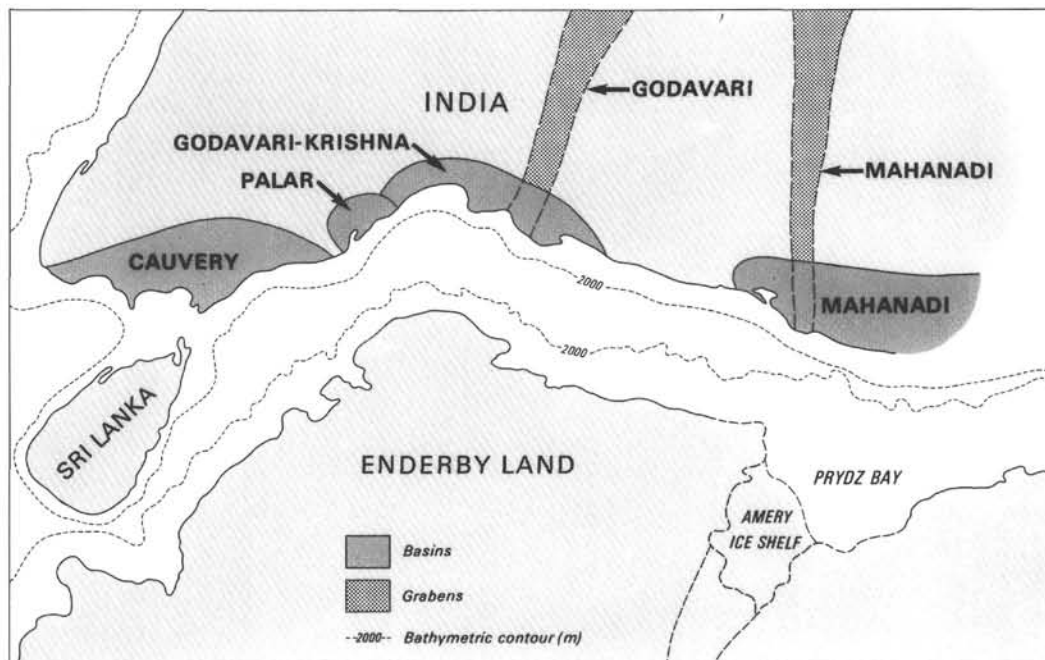 INDIA
GODAVARI
GODAVARI-KRISHNA
MAHANADI
PALAR
CAUVERY
MAHANADI
2000
2000
SRI LANKA
ENDERBY LAND
PRYDZ BAY
AMERY
ICE SHELF
Basins
Grabens
--2000-- Bathymetric contour (m)